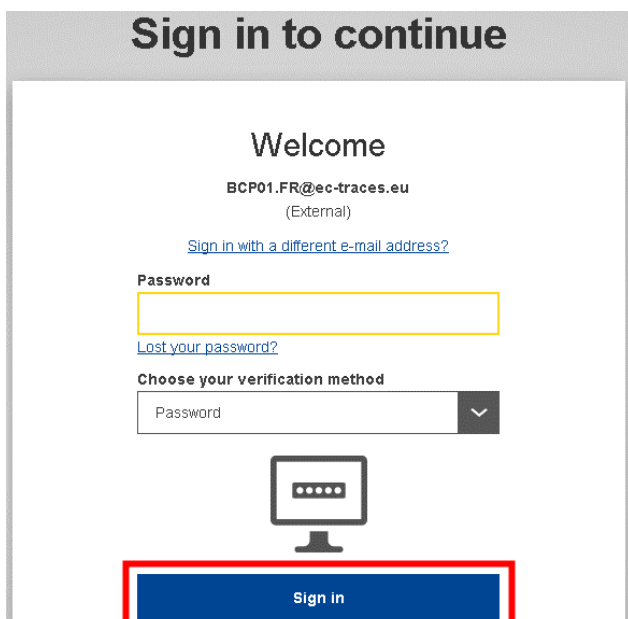 Sign in to continue
Welcome
BCP01.FR@ec-traces.eu
(External)
Sign in with a different e-mail address?
Password
Lost your password?
Choose your verification method
Password
Sign in